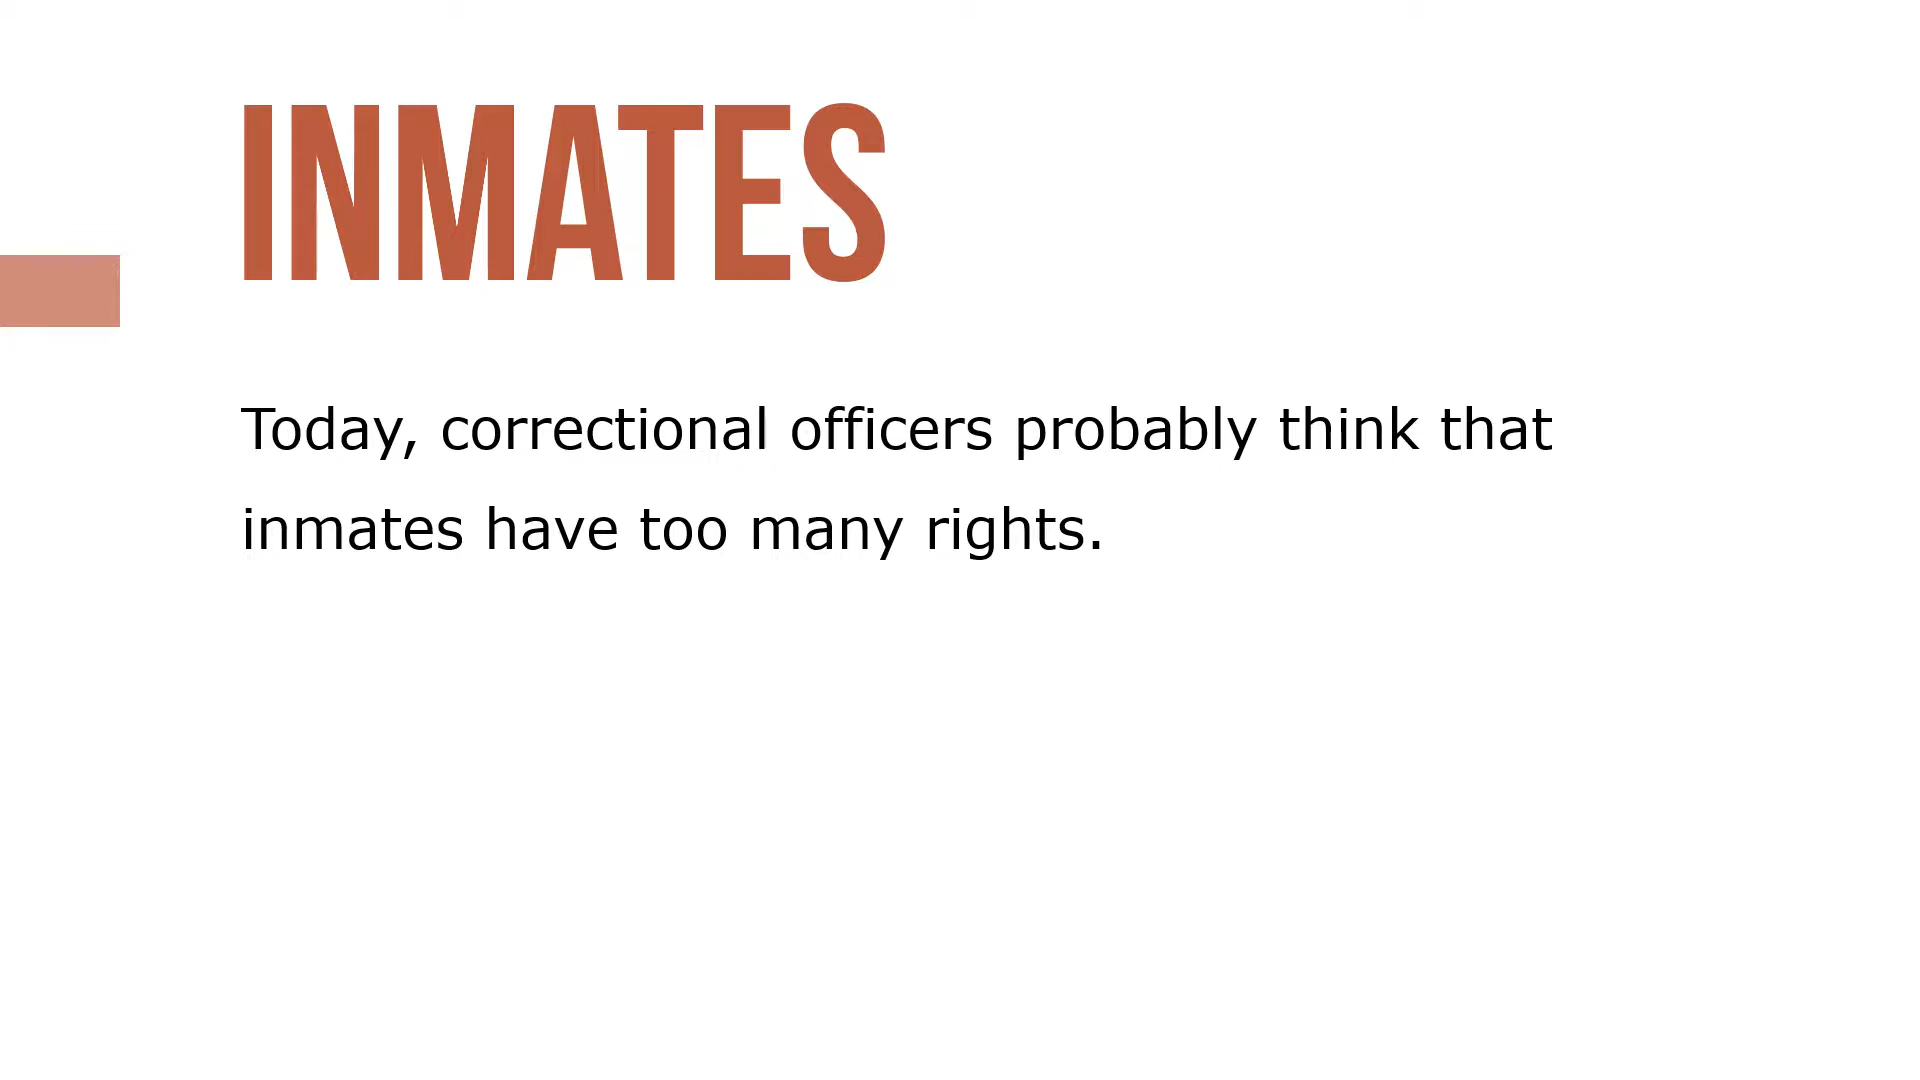 INMATES
Today, correctional officers probably think that
inmates have too many rights.